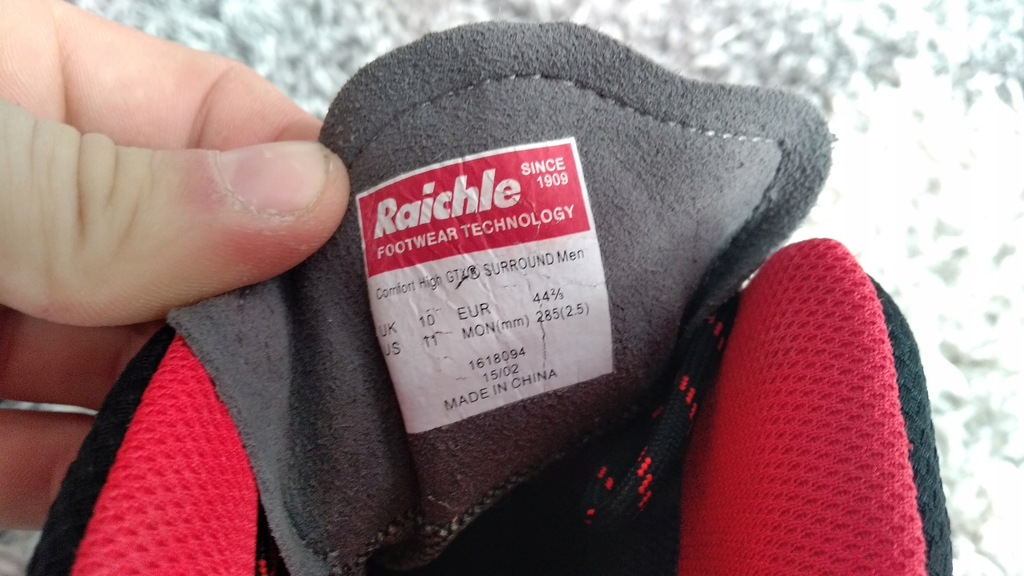 Raichle
SINCE
1909
FOOTWEAR TECHNOLOGY
Comfort High GTX® SURROUND Men
UK 10 EUR 44⅔
US 11 MON(mm) 285(2.5)
1618094
15/02
MADE IN CHINA